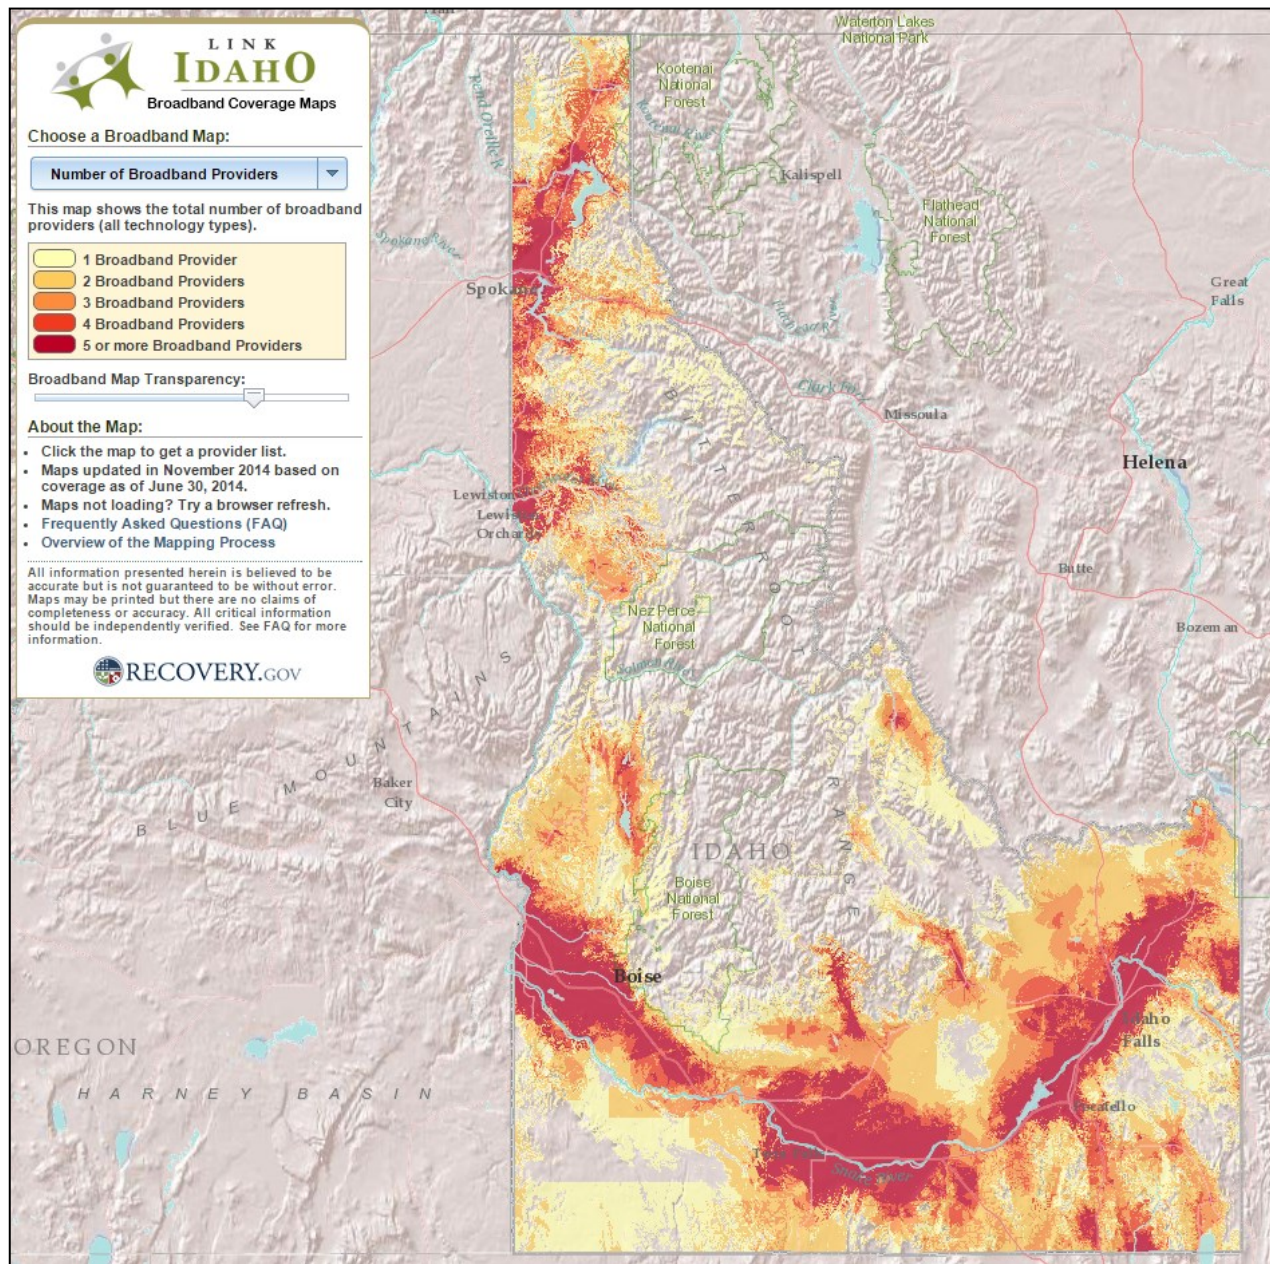 LINK
IDAHO
Broadband Coverage Maps
Choose a Broadband Map:
Number of Broadband Providers
This map shows the total number of broadband
providers (all technology types).
1 Broadband Provider
2 Broadband Providers
3 Broadband Providers
4 Broadband Providers
5 or more Broadband Providers
Broadband Map Transparency:
About the Map:
Click the map to get a provider list.
Maps updated in November 2014 based on
coverage as of June 30, 2014.
Maps not loading? Try a browser refresh.
Frequently Asked Questions (FAQ)
Overview of the Mapping Process
All information presented herein is believed to be
accurate but is not guaranteed to be without error.
Maps may be printed but there are no claims of
completeness or accuracy. All critical information
should be independently verified. See FAQ for more
information.
RECOVERY.GOV
Waterton Lakes
National Park
Kootenai
National
Forest
Kalispell
Flathead
National
Forest
Spokane River
Great
Falls
Clark Fork
Missoula
BITTERROOT
Helena
Lewiston
Butte
Nez Perce
National
Forest
Bozeman
Salmon River
BLUE MOUNTAINS
Baker
City
RANGE
IDAHO
Boise
National
Forest
Boise
Falls
OREGON
HARNEY BASIN
Snake River